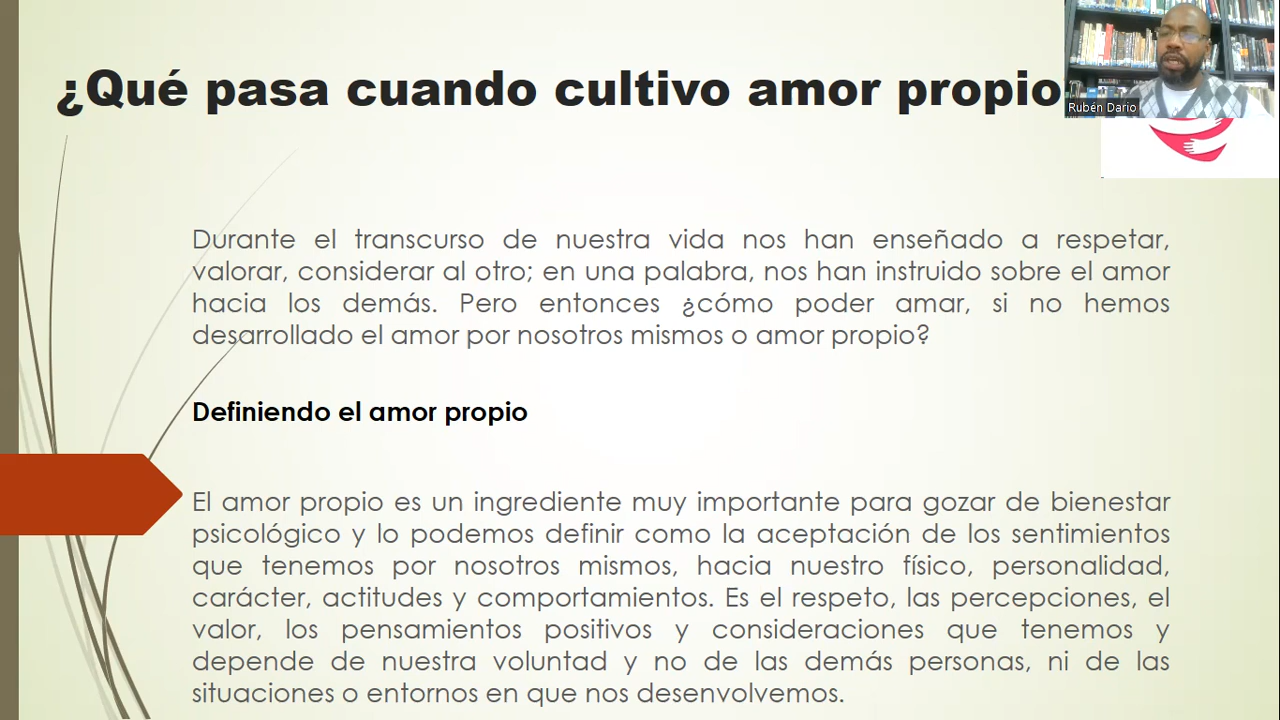 ¿Qué pasa cuando cultivo amor propio
Rubén Dario
Durante el transcurso de nuestra vida nos han enseñado a respetar,
valorar, considerar al otro; en una palabra, nos han instruido sobre el amor
hacia los demás. Pero entonces ¿cómo poder amar, si no hemos
desarrollado el amor por nosotros mismos o amor propio?
Definiendo el amor propio
El amor propio es un ingrediente muy importante para gozar de bienestar
psicológico y lo podemos definir como la aceptación de los sentimientos
que tenemos por nosotros mismos, hacia nuestro físico, personalidad,
carácter, actitudes y comportamientos. Es el respeto, las percepciones, el
valor, los pensamientos positivos y consideraciones que tenemos y
depende de nuestra voluntad y no de las demás personas, ni de las
situaciones o entornos en que nos desenvolvemos.